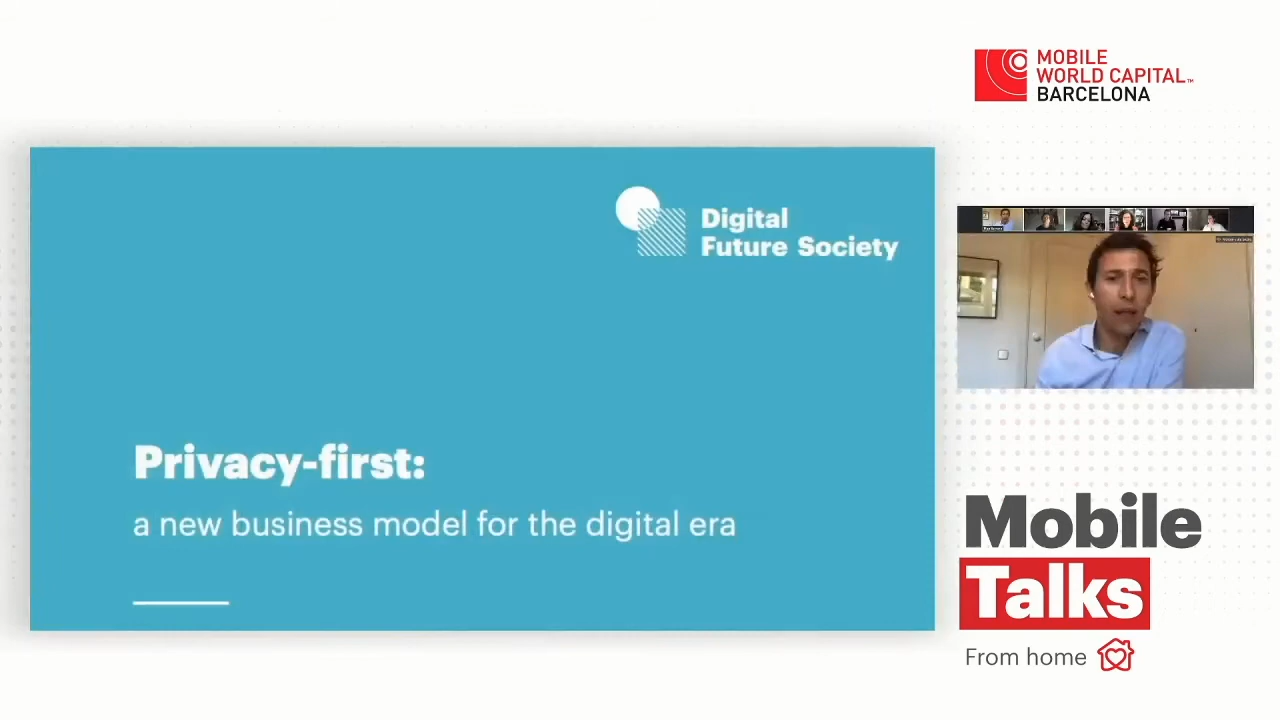 MOBILE
WORLD CAPITAL™
BARCELONA
Digital
Future Society
Privacy-first:
a new business model for the digital era
Mobile
Talks
From home